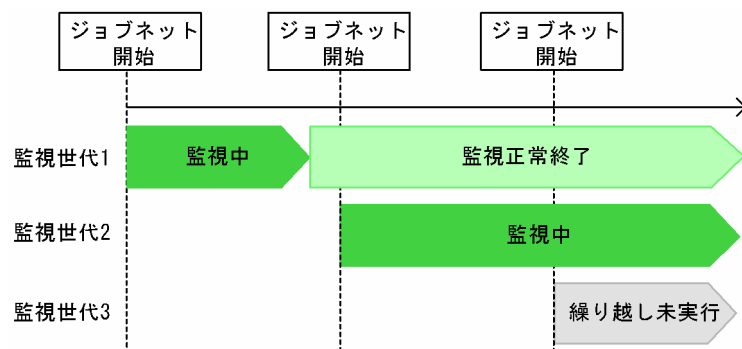 ジョブネット
開始
ジョブネット
開始
ジョブネット
開始
監視世代1
監視中
監視正常終了
監視世代2
監視中
監視世代3
繰り越し未実行